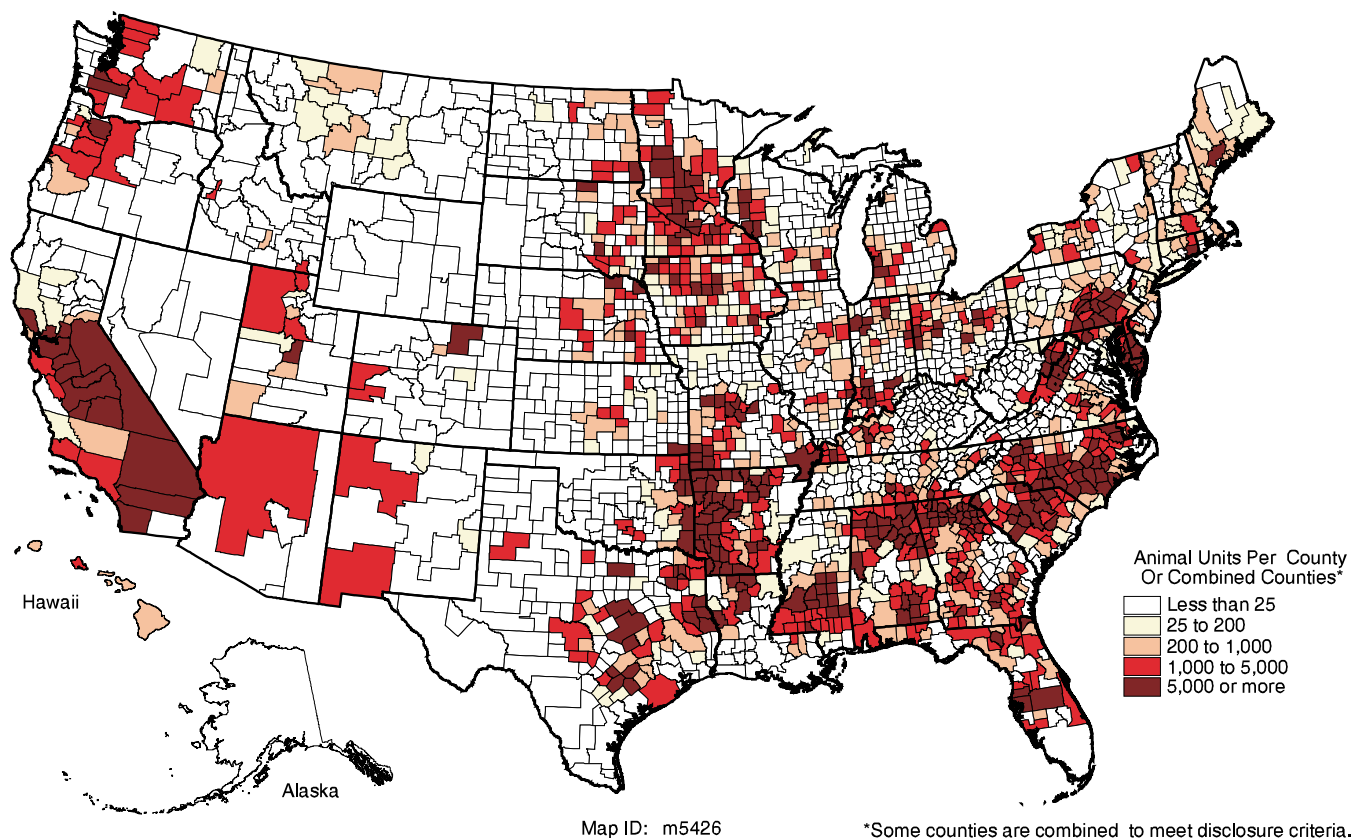 Animal Units Per County
Or Combined Counties*
Less than 25
25 to 200
200 to 1,000
1,000 to 5,000
5,000 or more
Hawaii
Alaska
Map ID: m5426
*Some counties are combined to meet disclosure criteria.